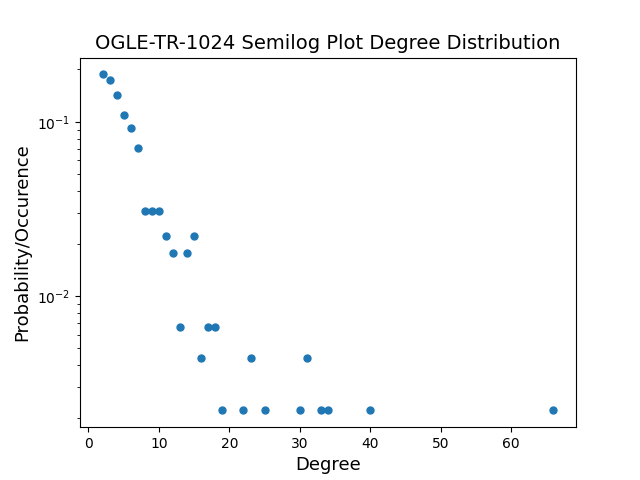 OGLE-TR-1024 Semilog Plot Degree Distribution
Probability/Occurence
10⁻¹
10⁻²
0 10 20 30 40 50 60
Degree